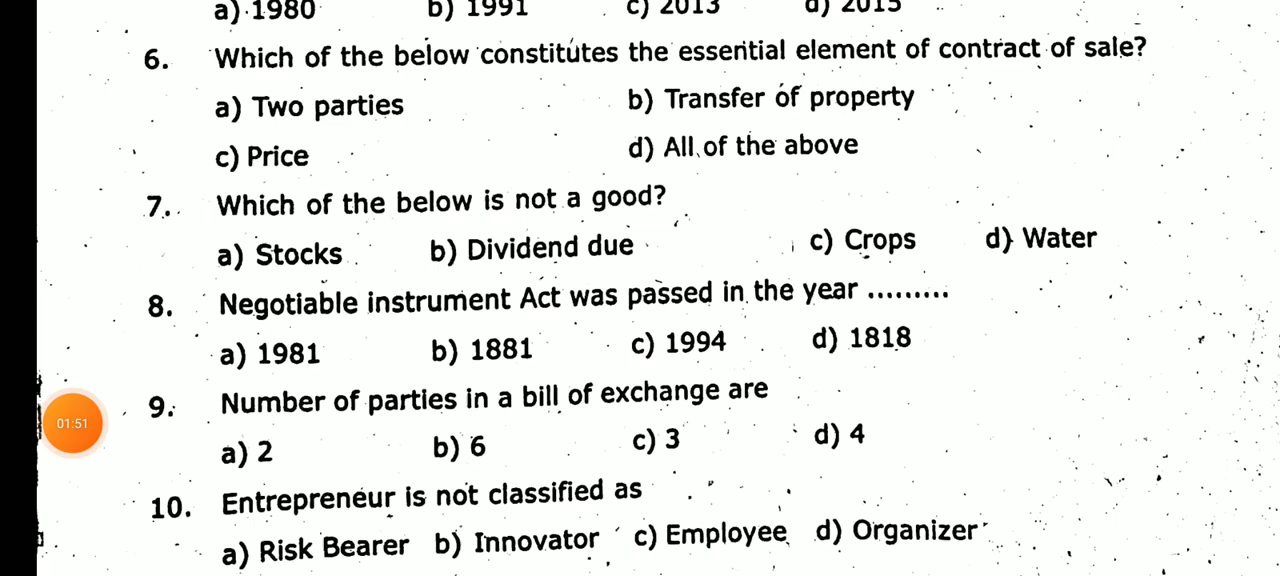 a) 1980 b) 1991 c) 2013 d) 2015
6. Which of the below constitutes the essential element of contract of sale?
a) Two parties b) Transfer of property
c) Price d) All of the above
7. Which of the below is not a good?
a) Stocks b) Dividend due c) Crops d) Water
8. Negotiable instrument Act was passed in the year .........
a) 1981 b) 1881 c) 1994 d) 1818
9. Number of parties in a bill of exchange are
a) 2 b) 6 c) 3 d) 4
01:51
10. Entrepreneur is not classified as
a) Risk Bearer b) Innovator c) Employee d) Organizer